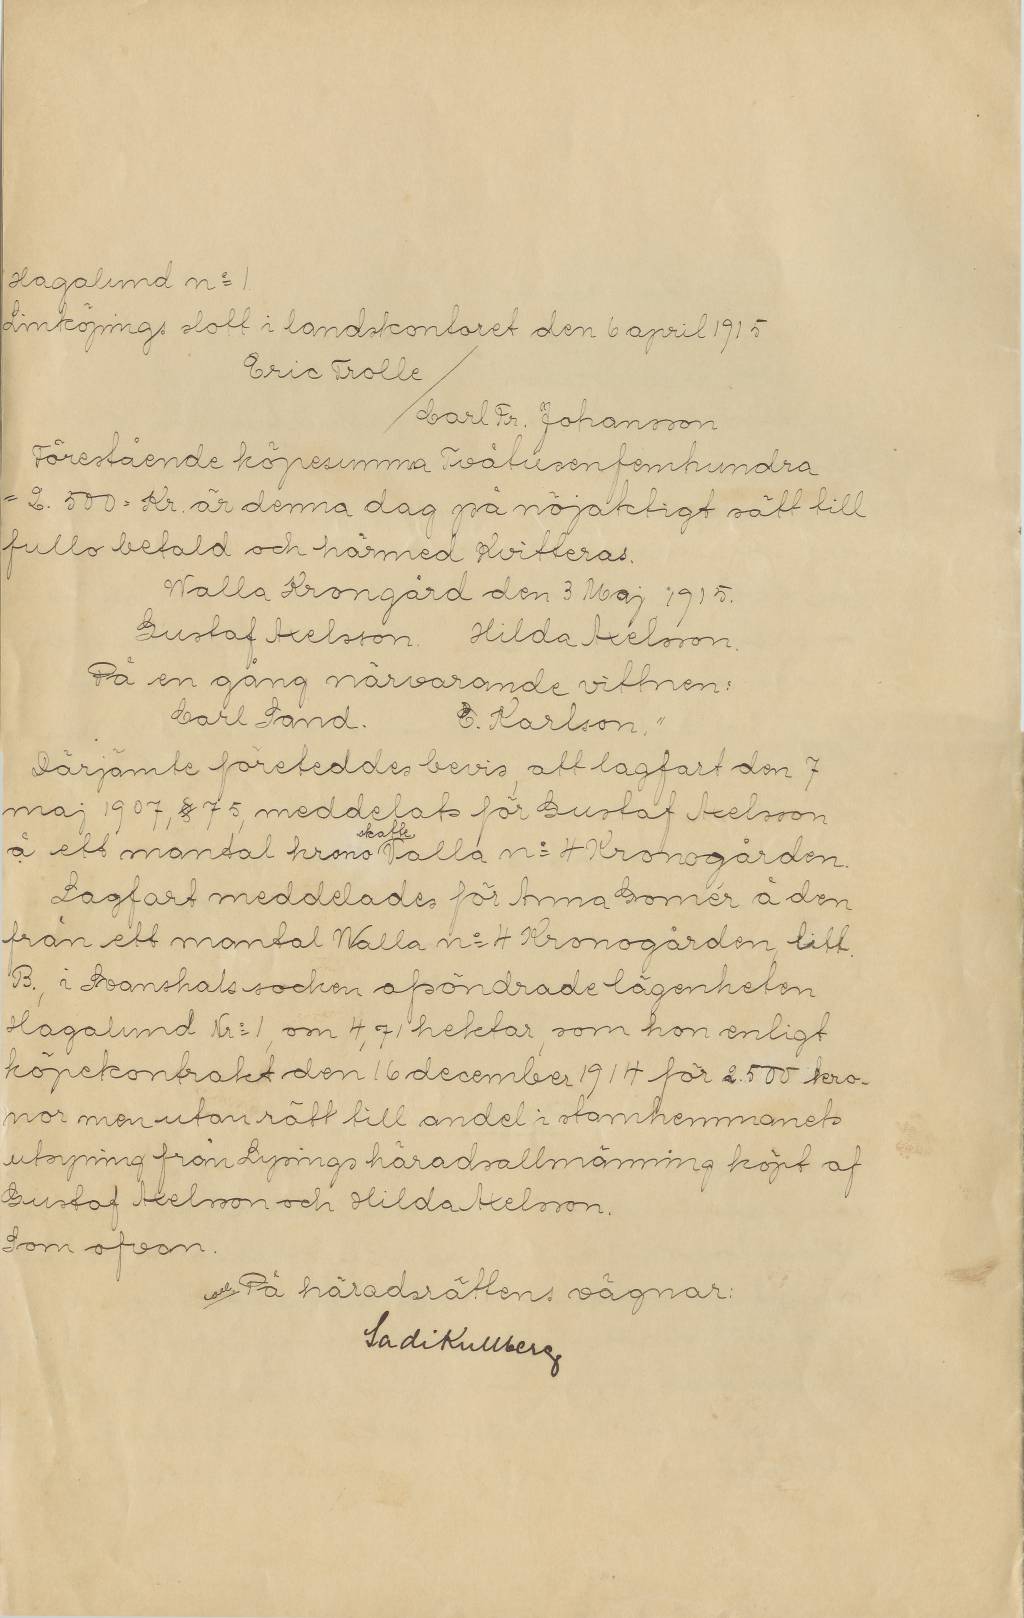 Hagalund n:o 1
Linköpings slott i landskontoret den 6 april 1915
Eric Trolle
/ Carl Fr. Johansson
Förestående köpesumma Tvåtusenfemhundra
= 2.500 = Kr. är denna dag på nöjaktigt sätt till
fullo betald och härmed Kvitteras.
Walla Krongård den 3 Maj 1915.
Gustaf Axelsson. Hilda Axelsson.
På en gång närvarande vittnen:
Carl Sand. E. Karlson."
Därjämte företeddes bevis, att lagfart den 7
maj 1907, § 75, meddelats för Gustaf Axelsson
å ett mantal krono skatte Valla n:o 4 Kronogården.
Lagfart meddelades för Anna Gomér å den
från ett mantal Walla n:o 4 Kronogården, litt.
B., i Svanshals socken afsöndrade lägenheten
Hagalund Nr:o 1, om 4,71 hektar, som hon enligt
köpekontrakt den 16 december 1914 för 2.500 kro-
nor men utan rätt till andel i stamhemmanets
utsyning från Lysings häradsallmänning köpt af
Gustaf Axelsson och Hilda Axelsson.
Som ofvan.
På häradsrättens vägnar:
Sadi Kullberg